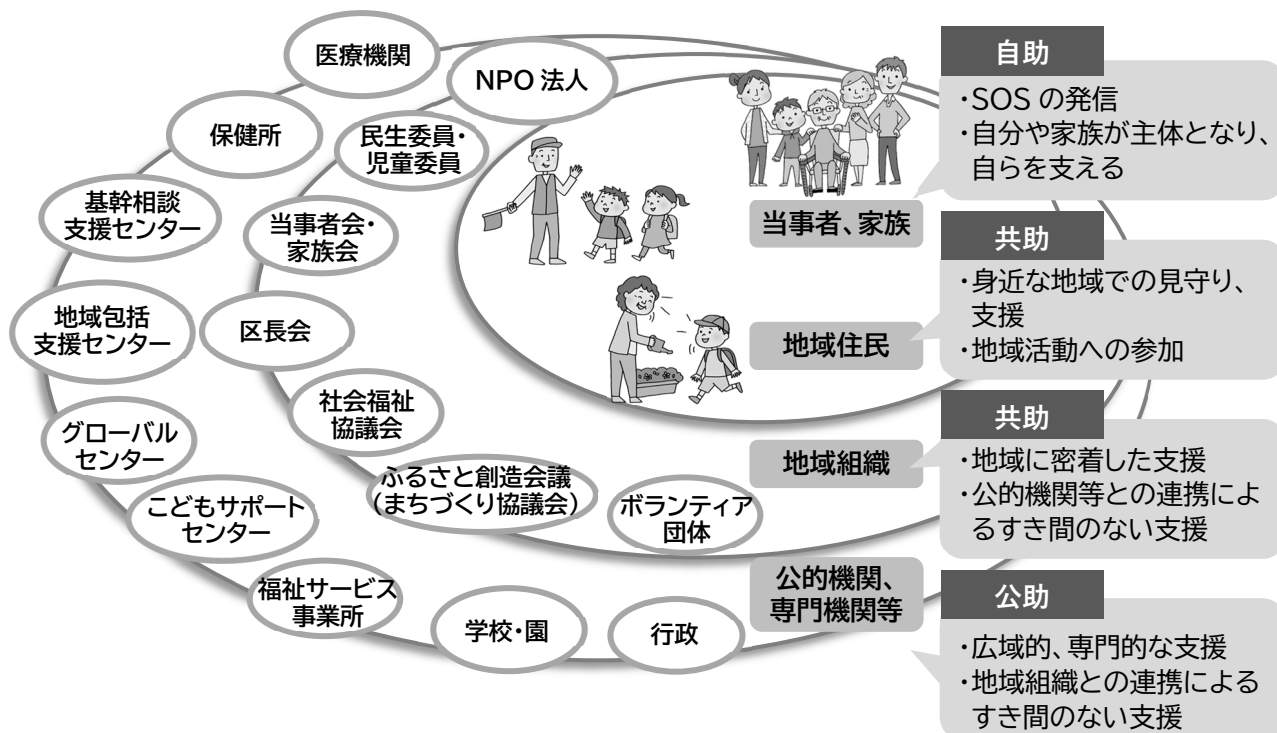 医療機関
NPO 法人
保健所
民生委員・
児童委員
基幹相談
支援センター
当事者会・
家族会
地域包括
支援センター
区長会
グローバル
センター
社会福祉
協議会
こどもサポート
センター
ふるさと創造会議
(まちづくり協議会)
ボランティア
団体
福祉サービス
事業所
学校・園
行政
当事者、家族
地域住民
地域組織
公的機関、
専門機関等
自助
・SOS の発信
・自分や家族が主体となり、
自らを支える
共助
・身近な地域での見守り、
支援
・地域活動への参加
共助
・地域に密着した支援
・公的機関等との連携によ
るすき間のない支援
公助
・広域的、専門的な支援
・地域組織との連携による
すき間のない支援